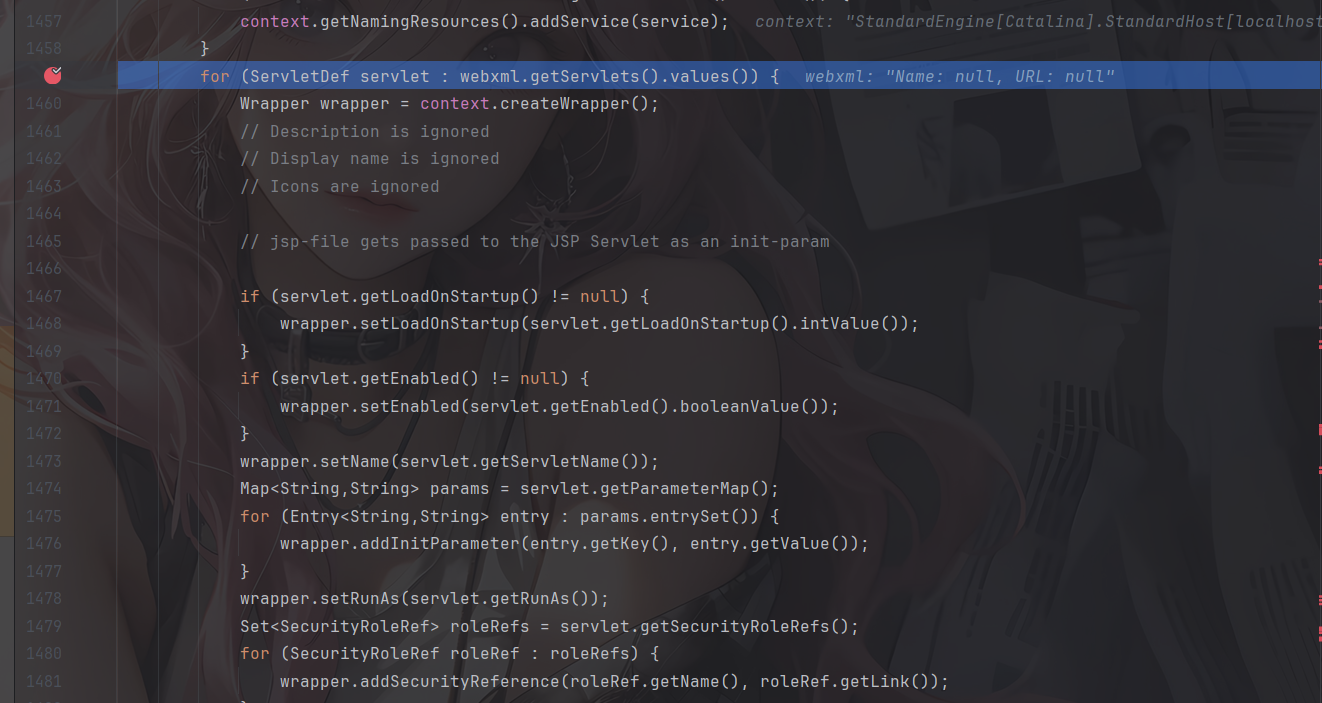 1457 context.getNamingResources().addService(service); context: "StandardEngine[Catalina].StandardHost[localhost
1458 }
for (ServletDef servlet : webxml.getServlets().values()) { webxml: "Name: null, URL: null"
1460 Wrapper wrapper = context.createWrapper();
1461 // Description is ignored
1462 // Display name is ignored
1463 // Icons are ignored
1464
1465 // jsp-file gets passed to the JSP Servlet as an init-param
1466
1467 if (servlet.getLoadOnStartup() != null) {
1468 wrapper.setLoadOnStartup(servlet.getLoadOnStartup().intValue());
1469 }
1470 if (servlet.getEnabled() != null) {
1471 wrapper.setEnabled(servlet.getEnabled().booleanValue());
1472 }
1473 wrapper.setName(servlet.getServletName());
1474 Map<String,String> params = servlet.getParameterMap();
1475 for (Entry<String,String> entry : params.entrySet()) {
1476 wrapper.addInitParameter(entry.getKey(), entry.getValue());
1477 }
1478 wrapper.setRunAs(servlet.getRunAs());
1479 Set<SecurityRoleRef> roleRefs = servlet.getSecurityRoleRefs();
1480 for (SecurityRoleRef roleRef : roleRefs) {
1481 wrapper.addSecurityReference(roleRef.getName(), roleRef.getLink());